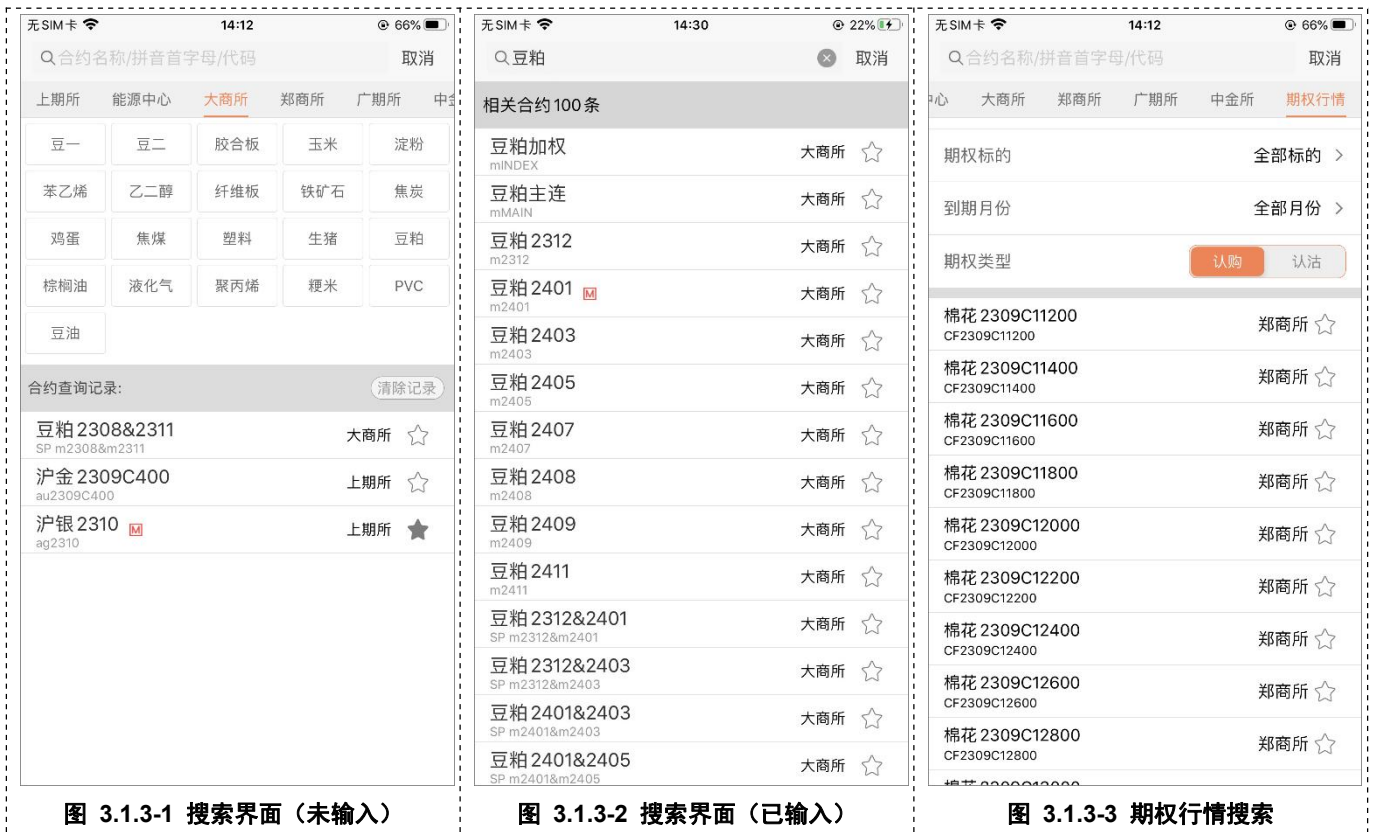 无SIM卡 14:12 66%
合约名称/拼音首字母/代码 取消
上期所 能源中心 大商所 郑商所 广期所
豆一 豆二 胶合板 玉米 淀粉
苯乙烯 乙二醇 纤维板 铁矿石 焦炭
鸡蛋 焦煤 塑料 生猪 豆粕
棕榈油 液化气 聚丙烯 粳米 PVC
豆油
合约查询记录: 清除记录
豆粕2308&2311 大商所
SP m2308&m2311
沪金2309C400 上期所
au2309C400
沪银2310 M 上期所
ag2310
图 3.1.3-1 搜索界面（未输入）
无SIM卡 14:30 22%
豆粕 取消
相关合约100条
豆粕加权 大商所
mINDEX
豆粕主连 大商所
mMAIN
豆粕2312 大商所
m2312
豆粕2401 M 大商所
m2401
豆粕2403 大商所
m2403
豆粕2405 大商所
m2405
豆粕2407 大商所
m2407
豆粕2408 大商所
m2408
豆粕2409 大商所
m2409
豆粕2411 大商所
m2411
豆粕2312&2401 大商所
SP m2312&m2401
豆粕2312&2403 大商所
SP m2312&m2403
豆粕2401&2403 大商所
SP m2401&m2403
豆粕2401&2405 大商所
SP m2401&m2405
图 3.1.3-2 搜索界面（已输入）
无SIM卡 14:12 66%
合约名称/拼音首字母/代码 取消
心 大商所 郑商所 广期所 中金所 期权行情
期权标的 全部标的
到期月份 全部月份
期权类型 认购 认沽
棉花2309C11200 郑商所
CF2309C11200
棉花2309C11400 郑商所
CF2309C11400
棉花2309C11600 郑商所
CF2309C11600
棉花2309C11800 郑商所
CF2309C11800
棉花2309C12000 郑商所
CF2309C12000
棉花2309C12200 郑商所
CF2309C12200
棉花2309C12400 郑商所
CF2309C12400
棉花2309C12600 郑商所
CF2309C12600
棉花2309C12800 郑商所
CF2309C12800
图 3.1.3-3 期权行情搜索